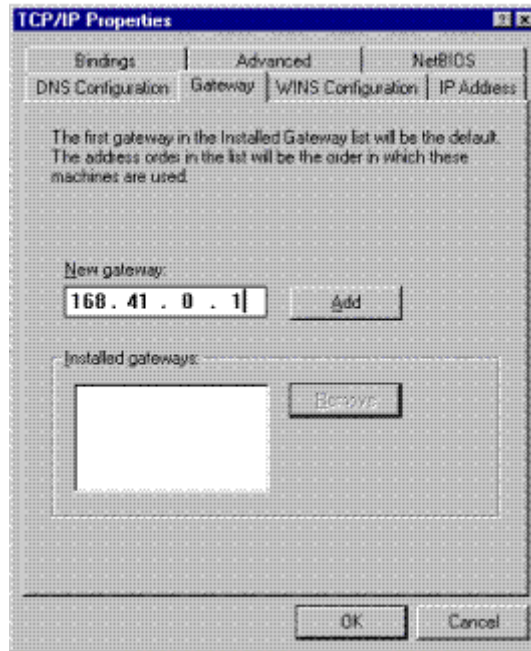 TCP/IP Properties
Bindings Advanced NetBIOS
DNS Configuration Gateway WINS Configuration IP Address
The first gateway in the Installed Gateway list will be the default.
The address order in the list will be the order in which these
machines are used.
New gateway:
168 . 41 . 0 . 1
Add
Installed gateways:
Remove
OK Cancel